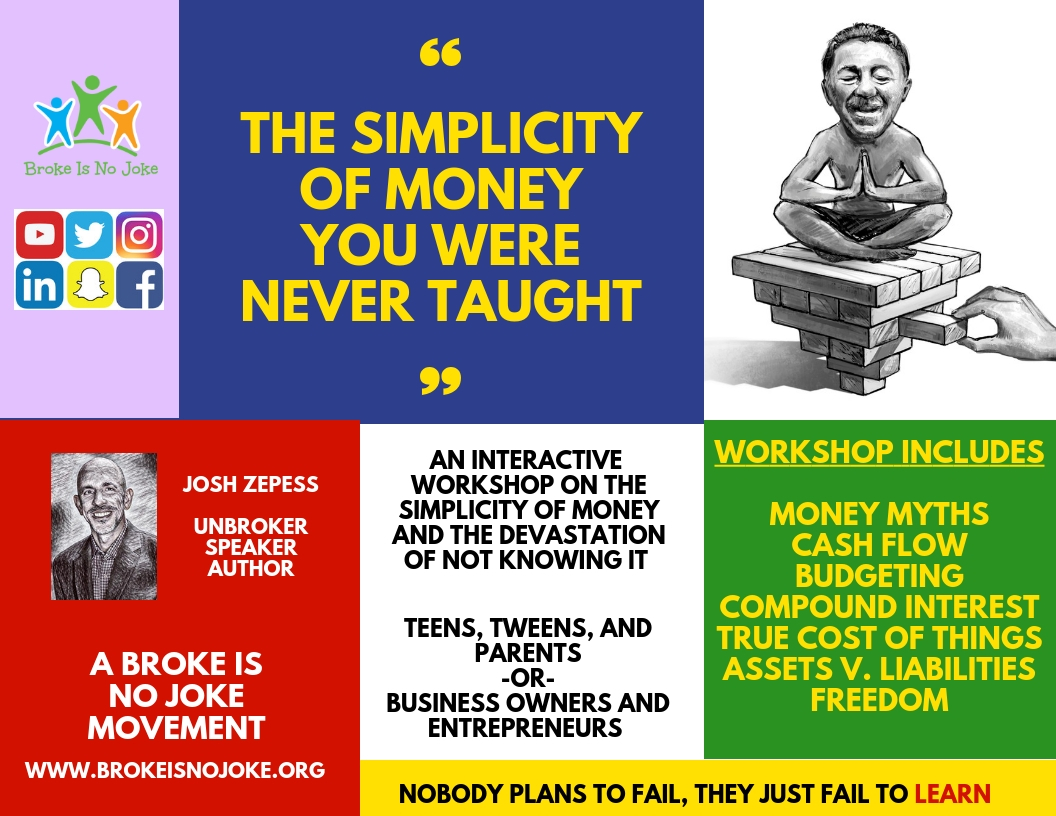 Broke Is No Joke
“
THE SIMPLICITY
OF MONEY
YOU WERE
NEVER TAUGHT
”
in
f
JOSH ZEPESS
UNBROKER
SPEAKER
AUTHOR
A BROKE IS
NO JOKE
MOVEMENT
WWW.BROKEISNOJOKE.ORG
AN INTERACTIVE
WORKSHOP ON THE
SIMPLICITY OF MONEY
AND THE DEVASTATION
OF NOT KNOWING IT
TEENS, TWEENS, AND
PARENTS
-OR-
BUSINESS OWNERS AND
ENTREPRENEURS
WORKSHOP INCLUDES
MONEY MYTHS
CASH FLOW
BUDGETING
COMPOUND INTEREST
TRUE COST OF THINGS
ASSETS V. LIABILITIES
FREEDOM
NOBODY PLANS TO FAIL, THEY JUST FAIL TO LEARN